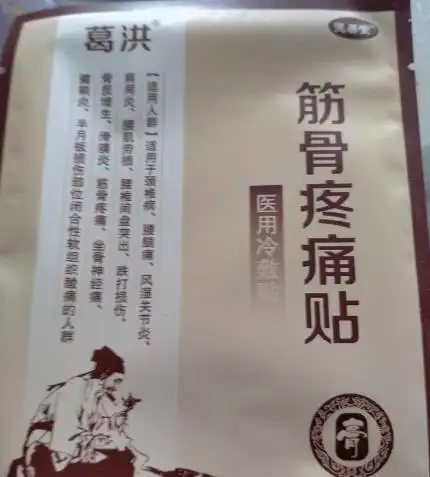 葛洪®
筋骨疼痛贴
医用冷敷贴
【适用人群】适用于颈椎病、腰腿痛、风湿关节炎、
肩周炎、腰肌劳损、腰椎间盘突出、跌打损伤、
骨质增生、滑膜炎、筋骨疼痛、坐骨神经痛、
腱鞘炎、半月板损伤部位闭合性软组织酸痛的人群
膏